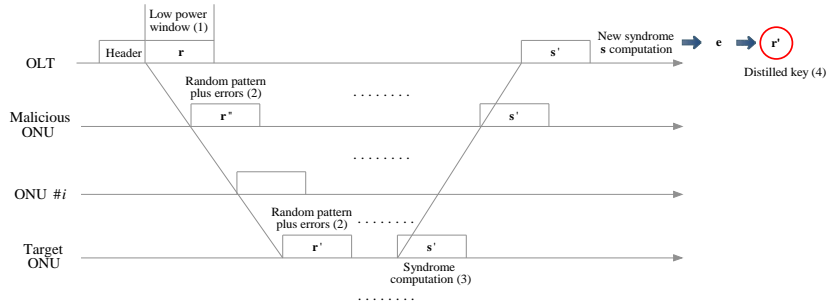 Low power
window (1)
Header
r
s'
New syndrome
s computation
e
r'
OLT
Distilled key (4)
Random pattern
plus errors (2)
. . . . . . . .
Malicious
ONU
r"
s'
. . . . . . . .
ONU #i
Random pattern
plus errors (2)
. . . . . . . .
Target
ONU
r'
s'
Syndrome
computation (3)
. . . . . . . .